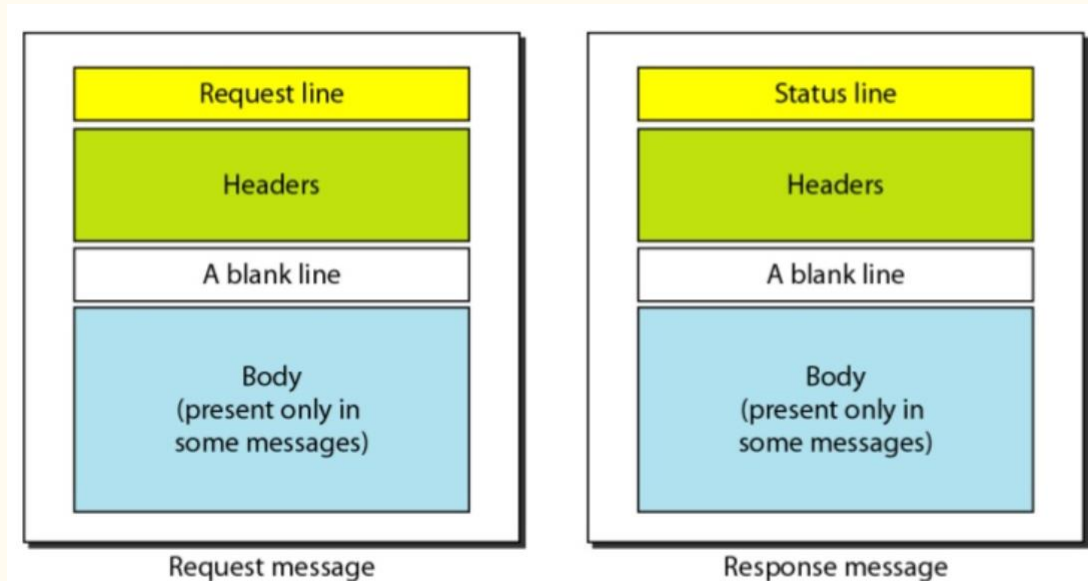 Request line
Headers
A blank line
Body
(present only in
some messages)
Request message
Status line
Headers
A blank line
Body
(present only in
some messages)
Response message